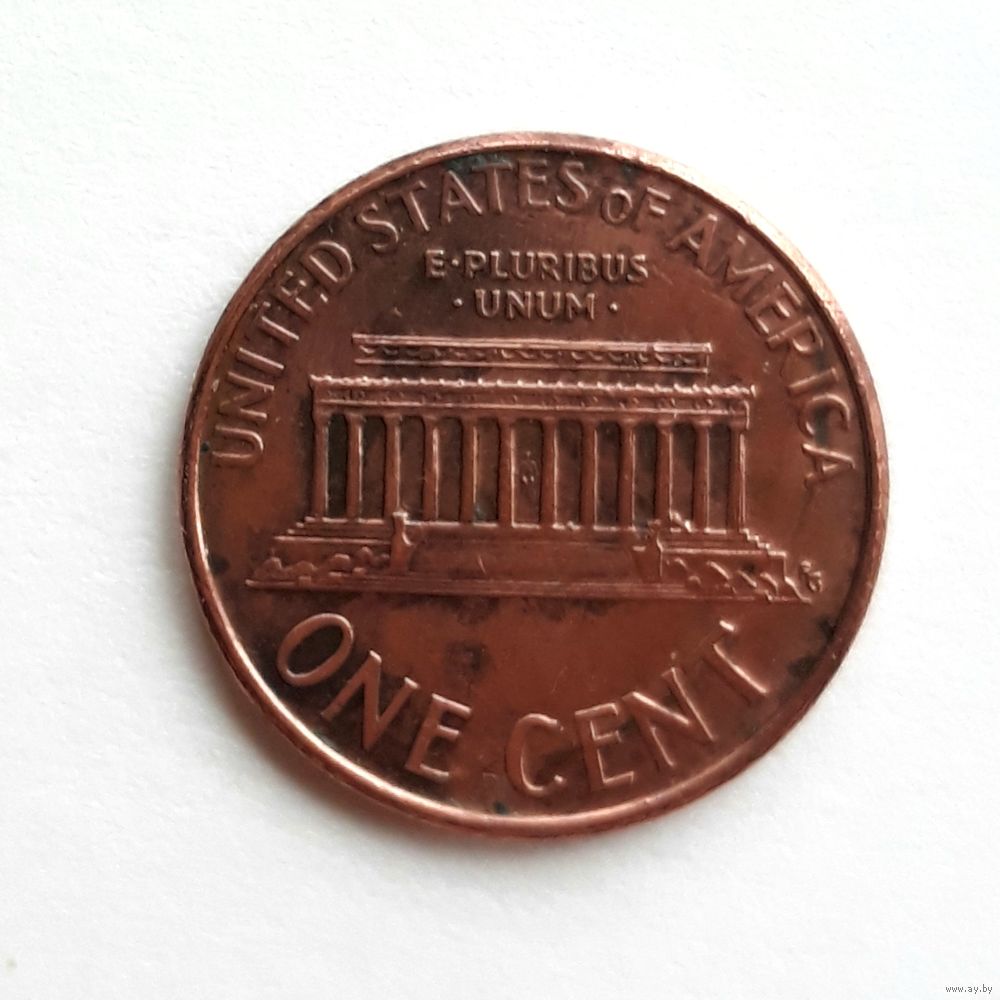 UNITED STATES OF AMERICA
E·PLURIBUS
·UNUM·
ONE CENT
www.ay.by